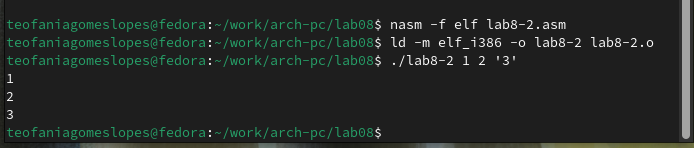 teofaniagomeslopes@fedora:~/work/arch-pc/lab08$ nasm -f elf lab8-2.asm
teofaniagomeslopes@fedora:~/work/arch-pc/lab08$ ld -m elf_i386 -o lab8-2 lab8-2.o
teofaniagomeslopes@fedora:~/work/arch-pc/lab08$ ./lab8-2 1 2 '3'
1
2
3
teofaniagomeslopes@fedora:~/work/arch-pc/lab08$